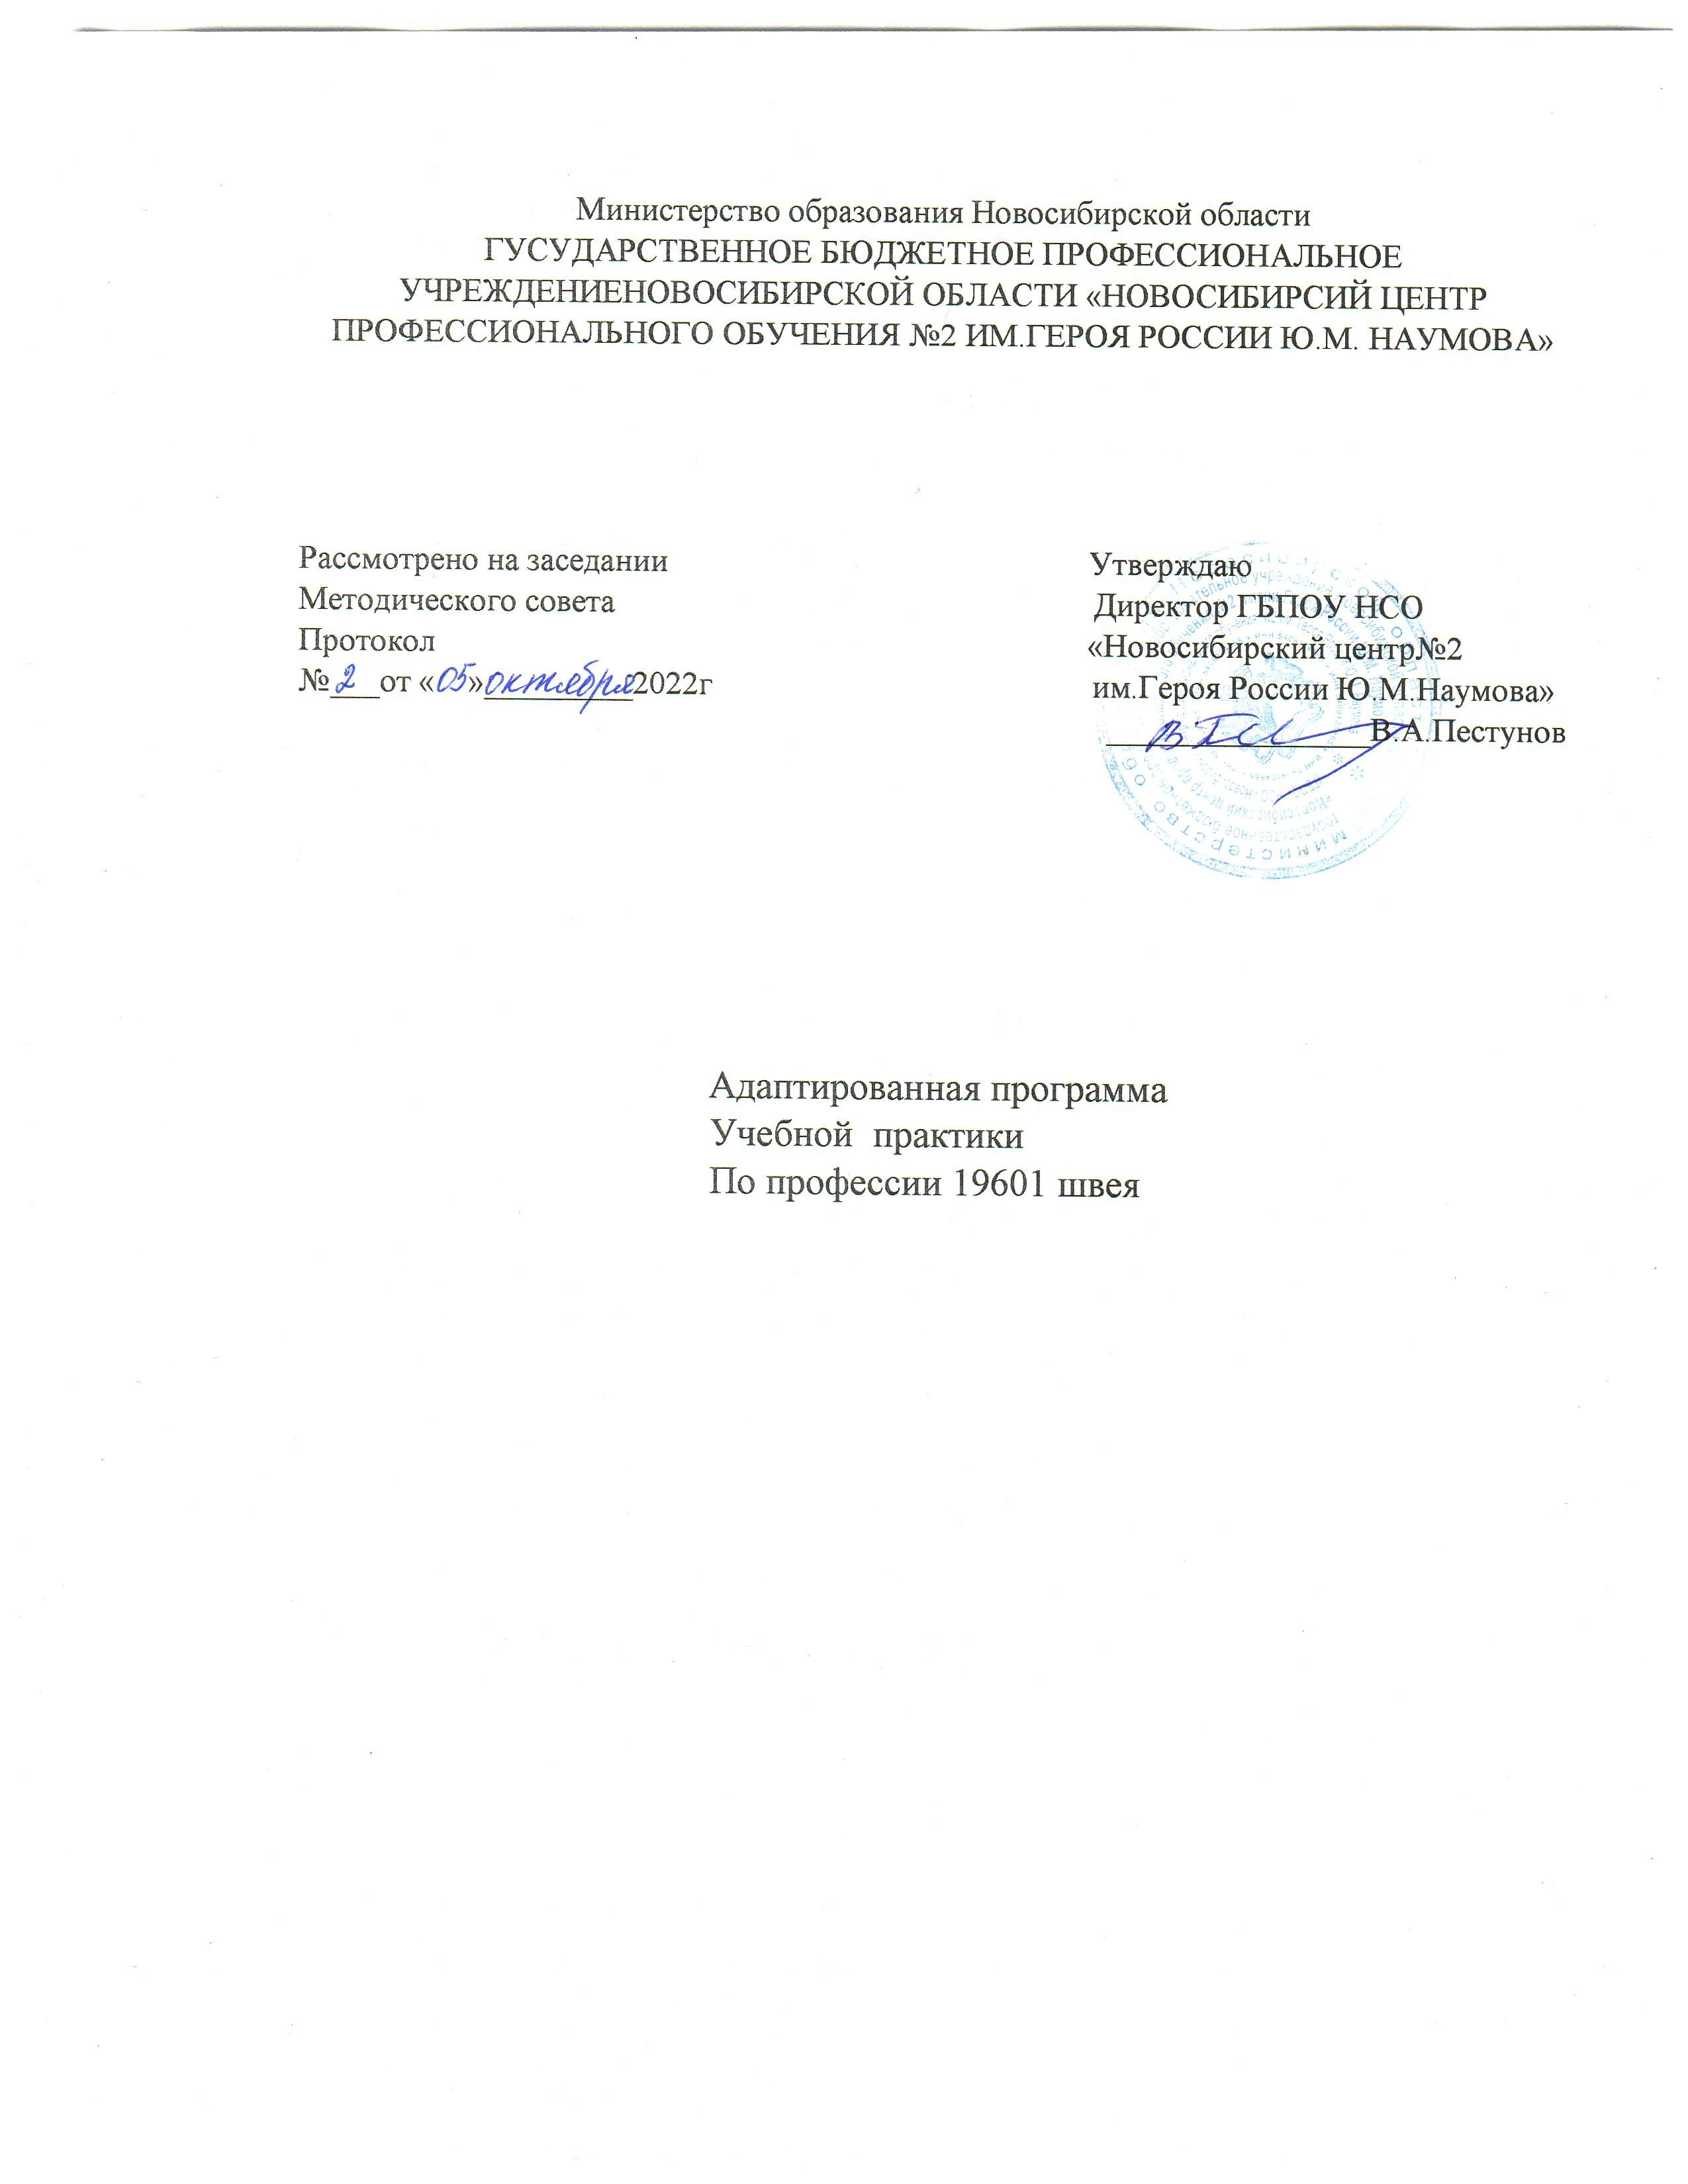 Министерство образования Новосибирской области
ГУСУДАРСТВЕННОЕ БЮДЖЕТНОЕ ПРОФЕССИОНАЛЬНОЕ
УЧРЕЖДЕНИЕНОВОСИБИРСКОЙ ОБЛАСТИ «НОВОСИБИРСИЙ ЦЕНТР
ПРОФЕССИОНАЛЬНОГО ОБУЧЕНИЯ №2 ИМ.ГЕРОЯ РОССИИ Ю.М. НАУМОВА»
Рассмотрено на заседании
Методического совета
Протокол
№ 2 от «05» октября 2022г
Утверждаю
Директор ГБПОУ НСО
«Новосибирский центр№2
им.Героя России Ю.М.Наумова»
В.А.Пестунов
Адаптированная программа
Учебной практики
По профессии 19601 швея